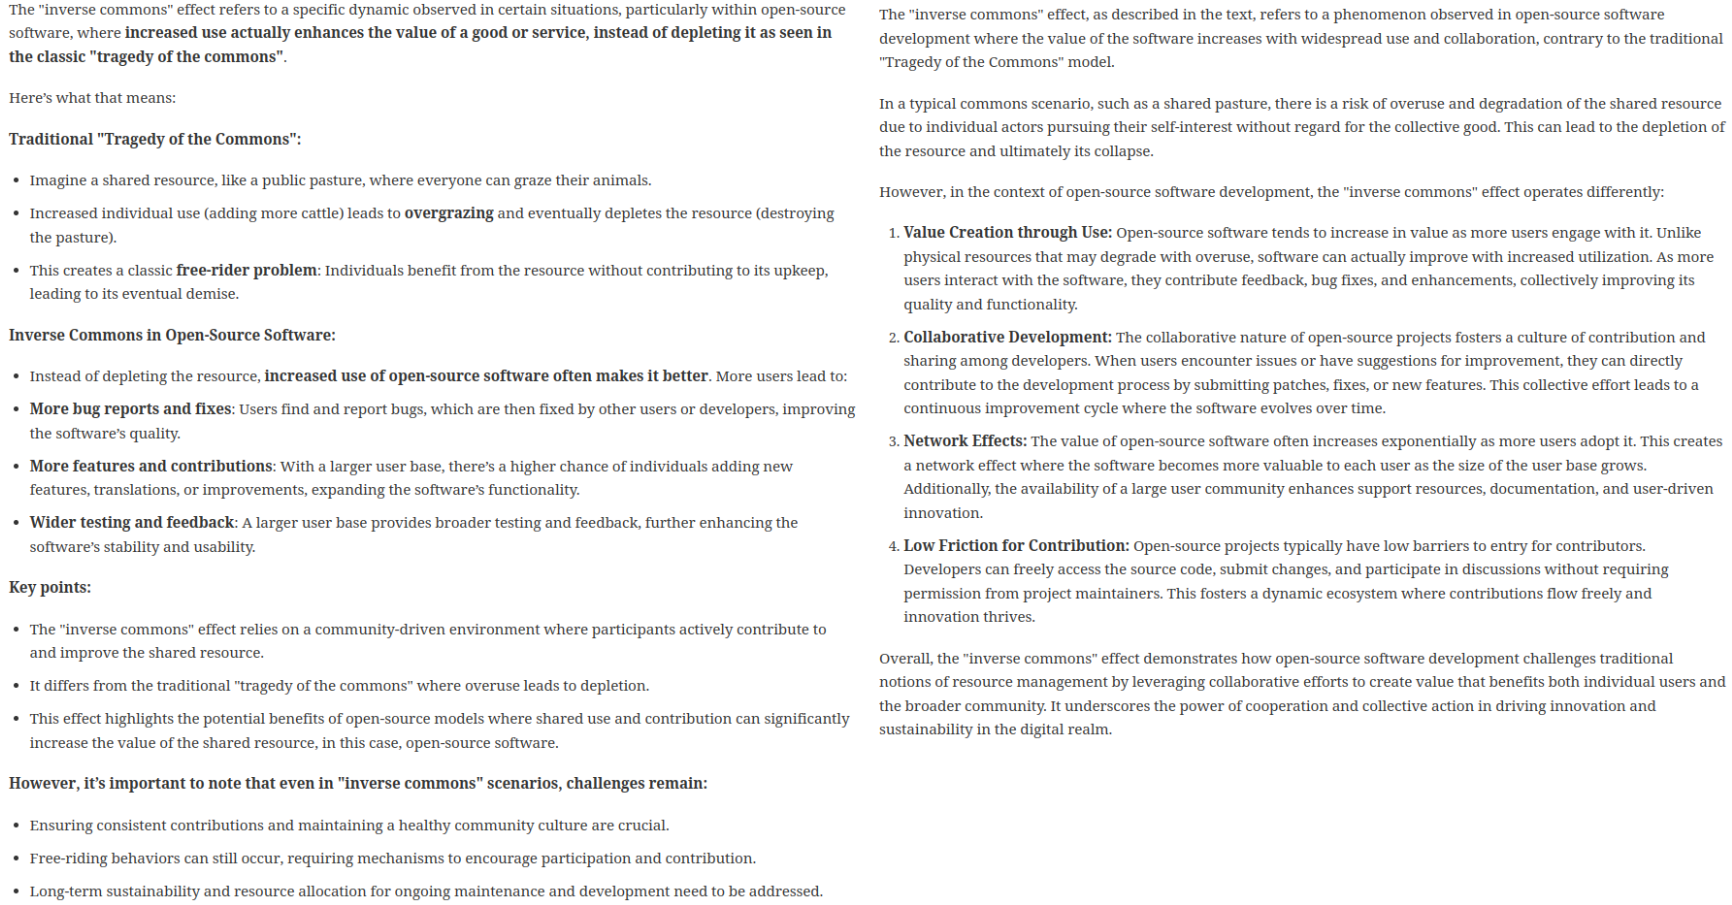 The "inverse commons" effect refers to a specific dynamic observed in certain situations, particularly within open-source
software, where increased use actually enhances the value of a good or service, instead of depleting it as seen in
the classic "tragedy of the commons".
Here’s what that means:
Traditional "Tragedy of the Commons":
• Imagine a shared resource, like a public pasture, where everyone can graze their animals.
• Increased individual use (adding more cattle) leads to overgrazing and eventually depletes the resource (destroying
the pasture).
• This creates a classic free-rider problem: Individuals benefit from the resource without contributing to its upkeep,
leading to its eventual demise.
Inverse Commons in Open-Source Software:
• Instead of depleting the resource, increased use of open-source software often makes it better. More users lead to:
• More bug reports and fixes: Users find and report bugs, which are then fixed by other users or developers, improving
the software’s quality.
• More features and contributions: With a larger user base, there’s a higher chance of individuals adding new
features, translations, or improvements, expanding the software’s functionality.
• Wider testing and feedback: A larger user base provides broader testing and feedback, further enhancing the
software’s stability and usability.
Key points:
• The "inverse commons" effect relies on a community-driven environment where participants actively contribute to
and improve the shared resource.
• It differs from the traditional "tragedy of the commons" where overuse leads to depletion.
• This effect highlights the potential benefits of open-source models where shared use and contribution can significantly
increase the value of the shared resource, in this case, open-source software.
However, it’s important to note that even in "inverse commons" scenarios, challenges remain:
• Ensuring consistent contributions and maintaining a healthy community culture are crucial.
• Free-riding behaviors can still occur, requiring mechanisms to encourage participation and contribution.
• Long-term sustainability and resource allocation for ongoing maintenance and development need to be addressed.
The "inverse commons" effect, as described in the text, refers to a phenomenon observed in open-source software
development where the value of the software increases with widespread use and collaboration, contrary to the traditional
"Tragedy of the Commons" model.
In a typical commons scenario, such as a shared pasture, there is a risk of overuse and degradation of the shared resource
due to individual actors pursuing their self-interest without regard for the collective good. This can lead to the depletion of
the resource and ultimately its collapse.
However, in the context of open-source software development, the "inverse commons" effect operates differently:
1. Value Creation through Use: Open-source software tends to increase in value as more users engage with it. Unlike
physical resources that may degrade with overuse, software can actually improve with increased utilization. As more
users interact with the software, they contribute feedback, bug fixes, and enhancements, collectively improving its
quality and functionality.
2. Collaborative Development: The collaborative nature of open-source projects fosters a culture of contribution and
sharing among developers. When users encounter issues or have suggestions for improvement, they can directly
contribute to the development process by submitting patches, fixes, or new features. This collective effort leads to a
continuous improvement cycle where the software evolves over time.
3. Network Effects: The value of open-source software often increases exponentially as more users adopt it. This creates
a network effect where the software becomes more valuable to each user as the size of the user base grows.
Additionally, the availability of a large user community enhances support resources, documentation, and user-driven
innovation.
4. Low Friction for Contribution: Open-source projects typically have low barriers to entry for contributors.
Developers can freely access the source code, submit changes, and participate in discussions without requiring
permission from project maintainers. This fosters a dynamic ecosystem where contributions flow freely and
innovation thrives.
Overall, the "inverse commons" effect demonstrates how open-source software development challenges traditional
notions of resource management by leveraging collaborative efforts to create value that benefits both individual users and
the broader community. It underscores the power of cooperation and collective action in driving innovation and
sustainability in the digital realm.